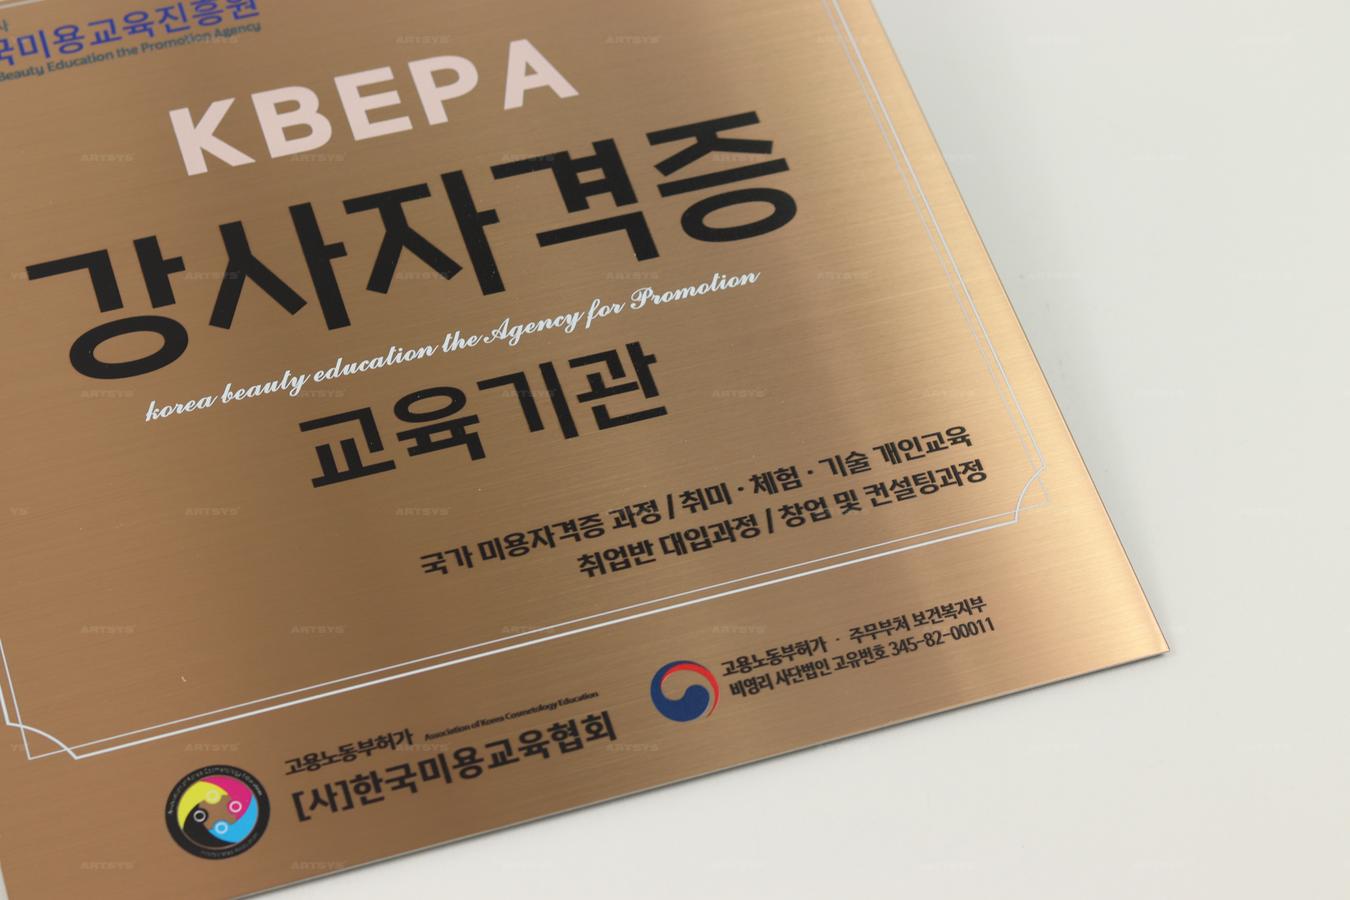 국미용교육진흥원
Beauty Education the Promotion Agency
KBEPA
강사자격증
korea beauty education the Agency for Promotion
교육기관
국가 미용자격증 과정 / 취미 · 체험 · 기술 개인교육
취업반 대입과정 / 창업 및 컨설팅과정
고용노동부허가 Association of Korea Cosmetology Education
[사]한국미용교육협회
고용노동부허가 · 주무부처 보건복지부
비영리 사단법인 고유번호 345-82-00011
ARTSYS